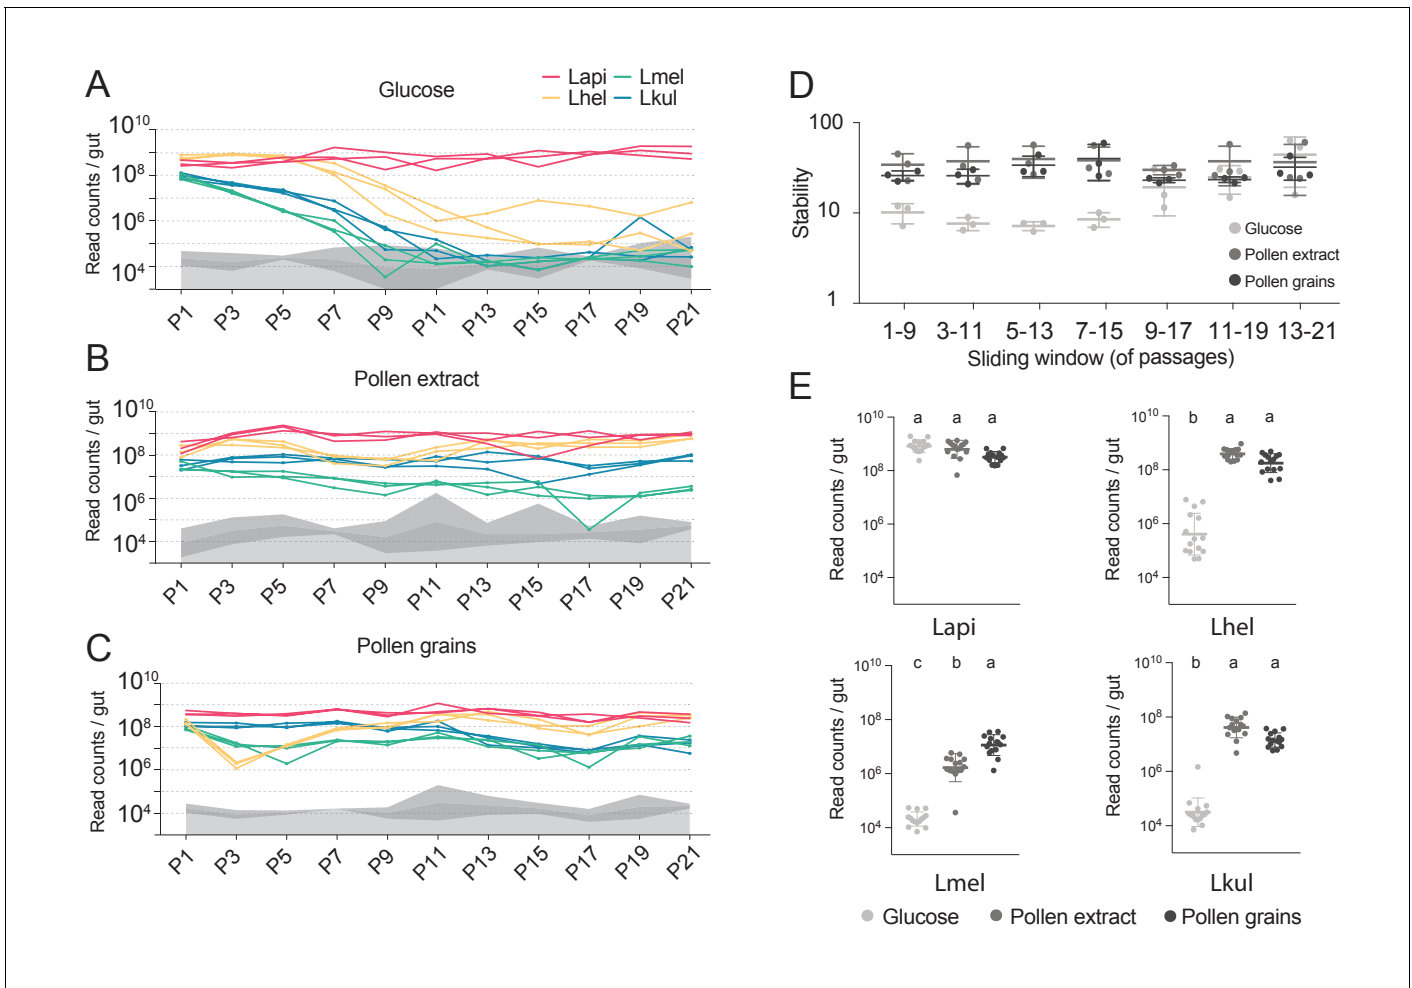 A
Glucose
Lapi
Lmel
Lhel
Lkul
Read counts / gut
10^10
10^8
10^6
10^4
P1 P3 P5 P7 P9 P11 P13 P15 P17 P19 P21
B
Pollen extract
Read counts / gut
10^10
10^8
10^6
10^4
P1 P3 P5 P7 P9 P11 P13 P15 P17 P19 P21
C
Pollen grains
Read counts / gut
10^10
10^8
10^6
10^4
P1 P3 P5 P7 P9 P11 P13 P15 P17 P19 P21
D
Stability
100
10
1
Glucose
Pollen extract
Pollen grains
1-9 3-11 5-13 7-15 9-17 11-19 13-21
Sliding window (of passages)
E
Read counts / gut
10^10
10^8
10^6
10^4
a a a
Lapi
Read counts / gut
10^10
10^8
10^6
10^4
b a a
Lhel
Read counts / gut
10^10
10^8
10^6
10^4
c b a
Lmel
Read counts / gut
10^10
10^8
10^6
10^4
b a a
Lkul
Glucose Pollen extract Pollen grains